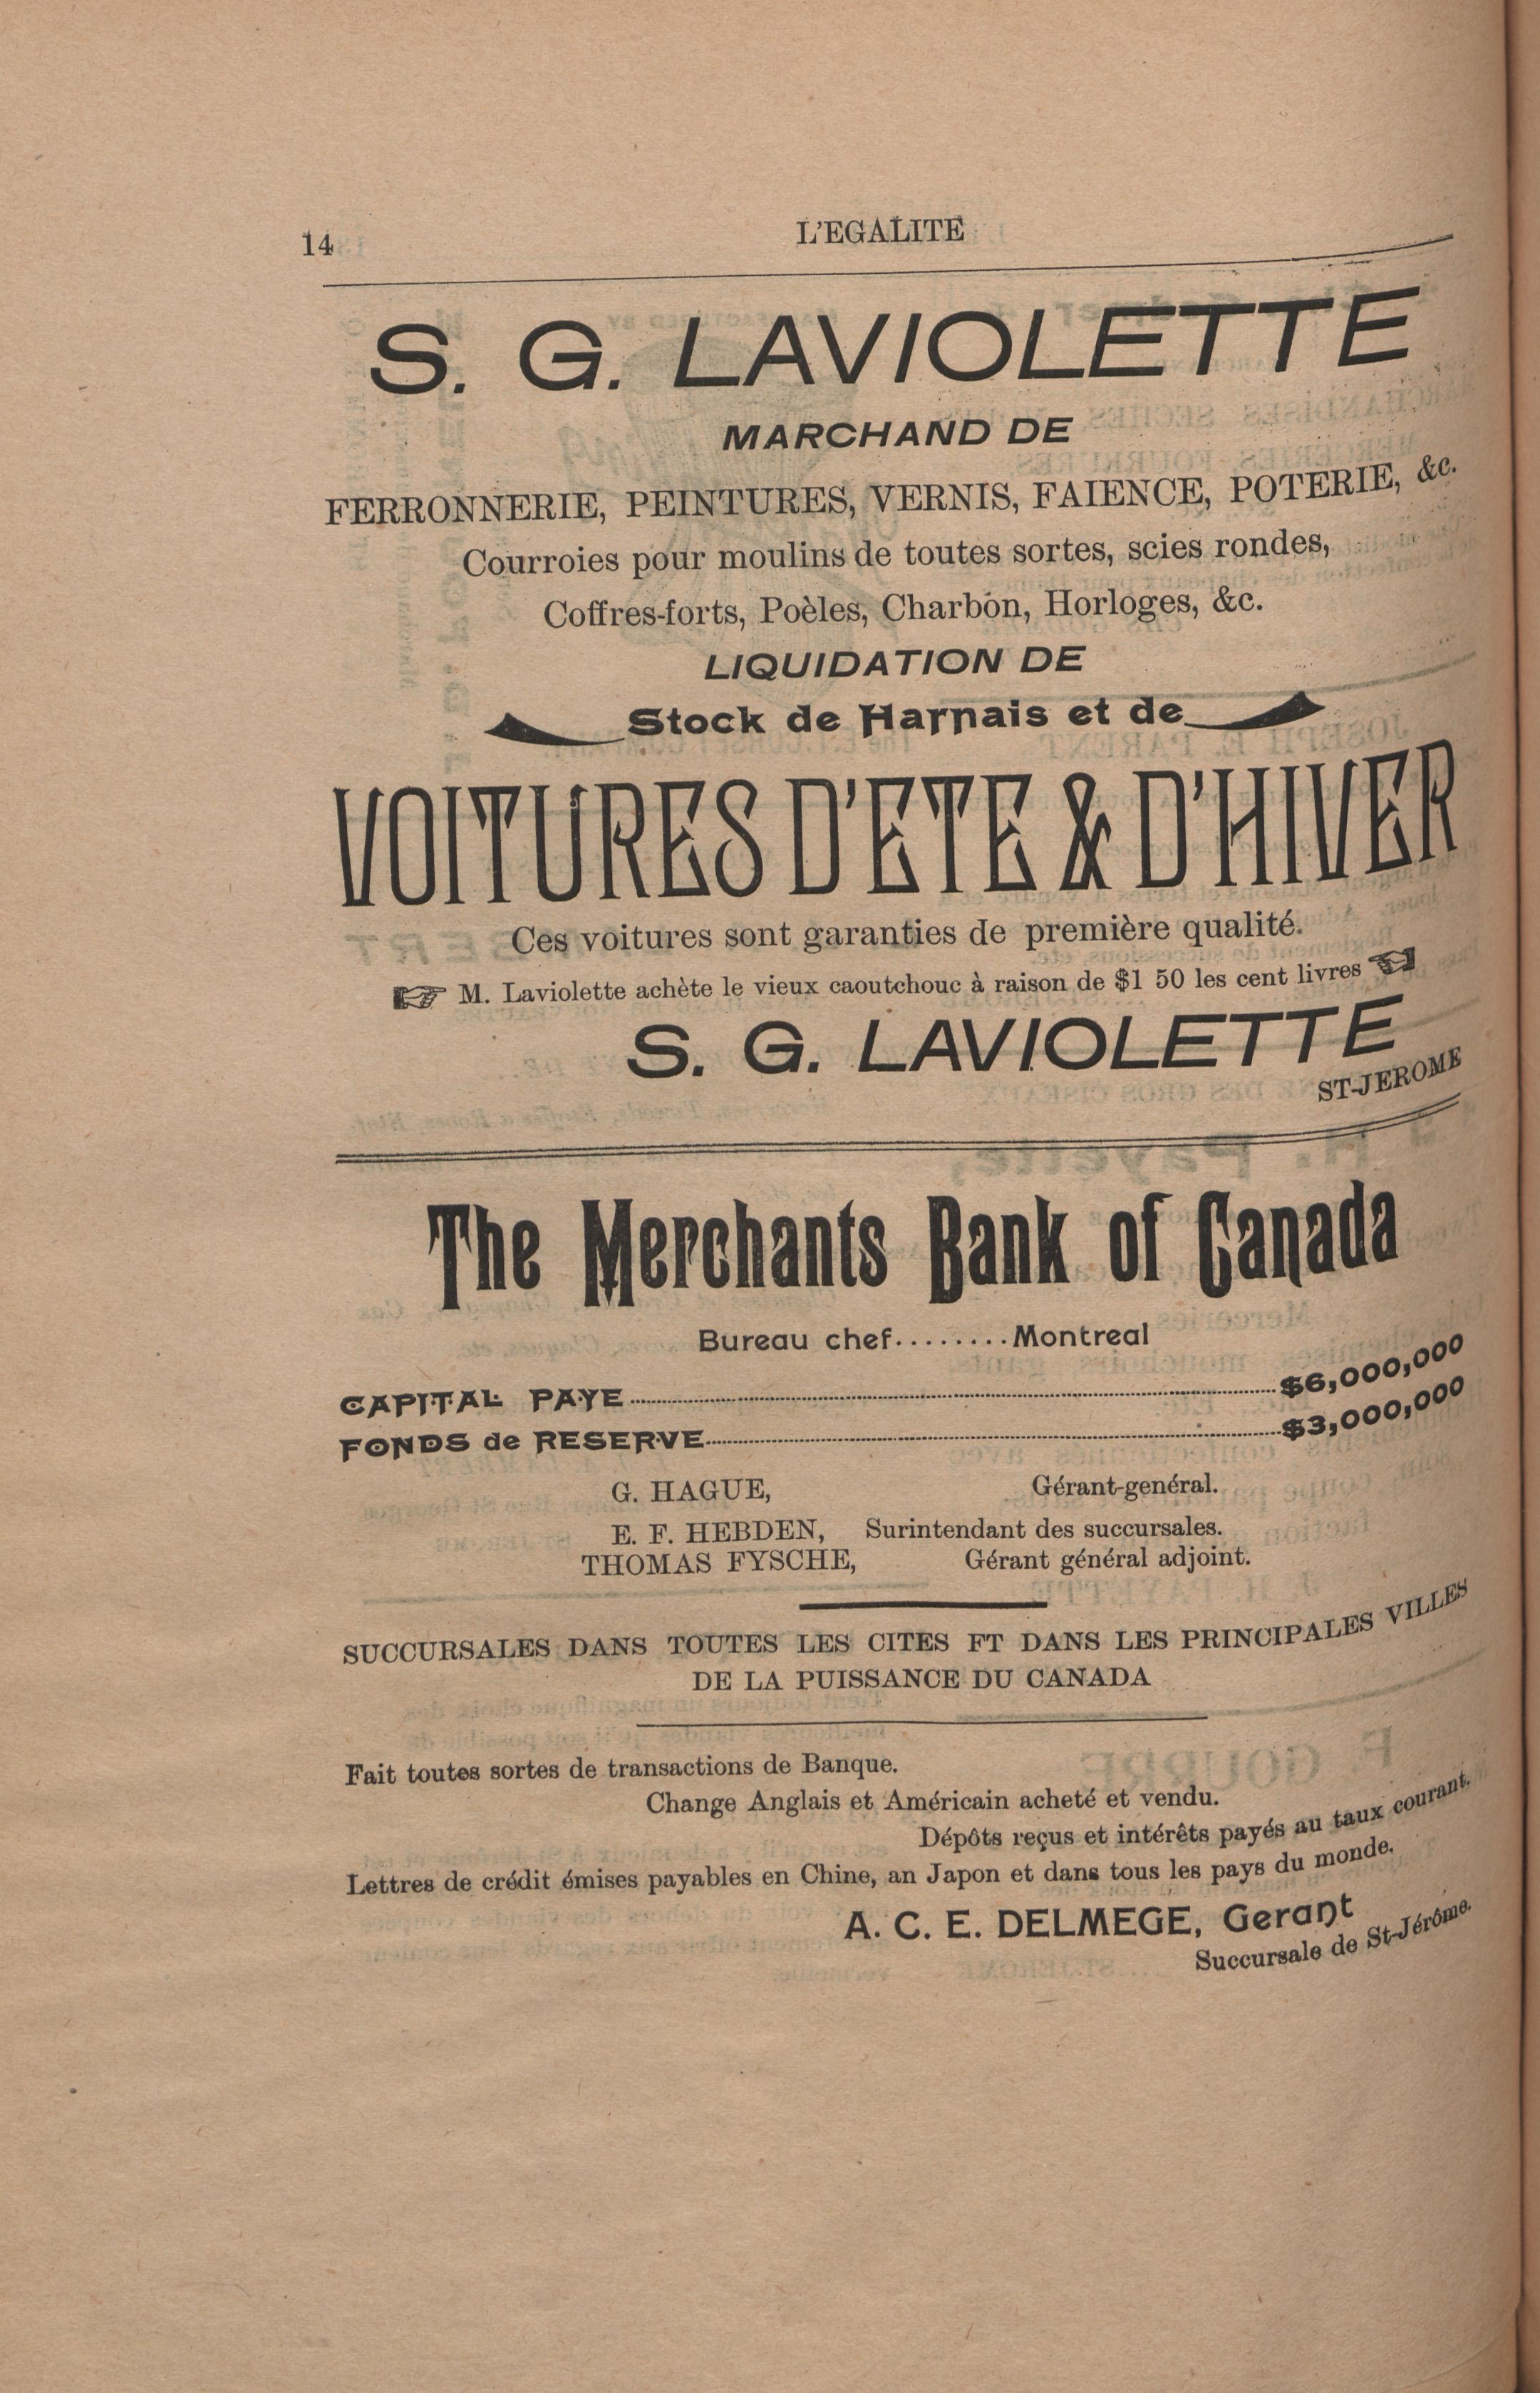 14
L'EGALITE
S. G. LAVIOLETTE
MARCHAND DE
FERRONNERIE, PEINTURES, VERNIS, FAIENCE, POTERIE, &c.
Courroies pour moulins de toutes sortes, scies rondes,
Coffres-forts, Poèles, Charbon, Horloges, &c.
LIQUIDATION DE
Stock de Harnais et de
VOITURES D'ETE & D'HIVER
Ces voitures sont garanties de première qualité.
☞ M. Laviolette achète le vieux caoutchouc à raison de $1 50 les cent livres ☜
S. G. LAVIOLETTE
ST-JEROME
The Merchants Bank of Canada
Bureau chef........Montreal
CAPITAL PAYE........$6,000,000
FONDS de RESERVE........$3,000,000
G. HAGUE, Gérant-genéral.
E. F. HEBDEN, Surintendant des succursales.
THOMAS FYSCHE, Gérant général adjoint.
SUCCURSALES DANS TOUTES LES CITES FT DANS LES PRINCIPALES VILLES
DE LA PUISSANCE DU CANADA
Fait toutes sortes de transactions de Banque.
Change Anglais et Américain acheté et vendu.
Dépôts reçus et intérêts payés au taux courant.
Lettres de crédit émises payables en Chine, an Japon et dans tous les pays du monde.
A. C. E. DELMEGE, Gerant
Succursale de St-Jérôme.